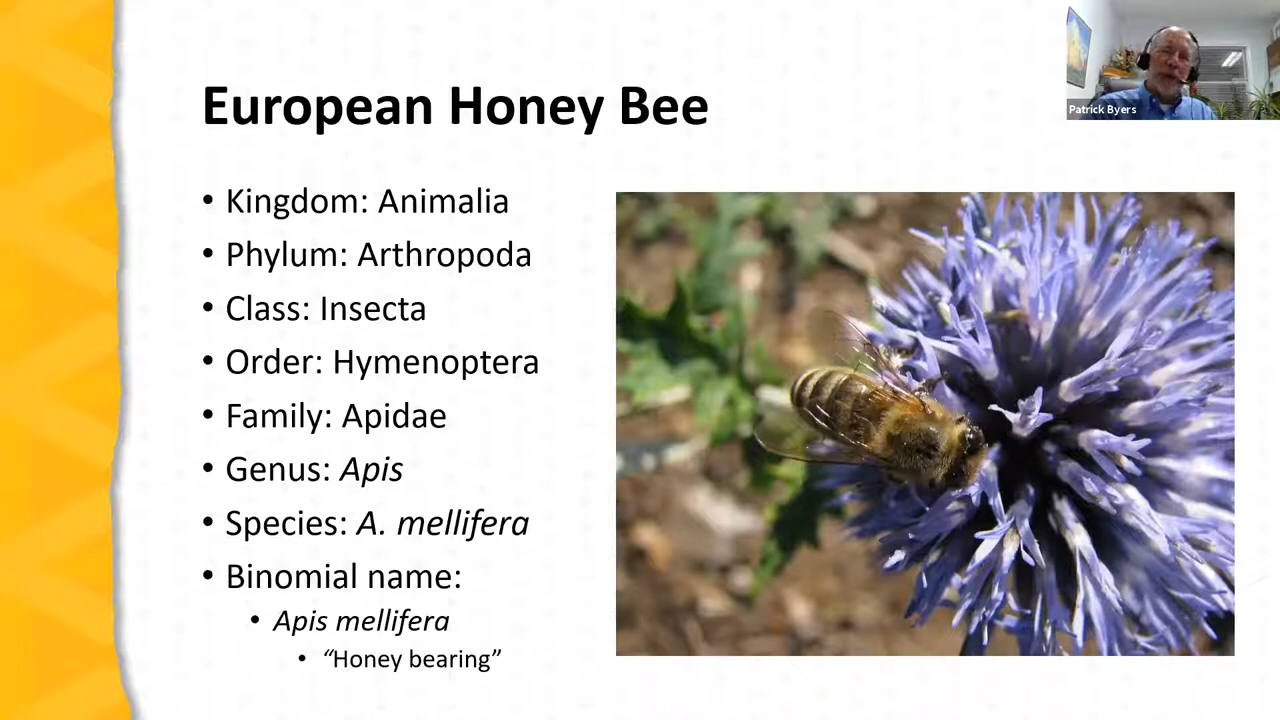 Patrick Byers
European Honey Bee
• Kingdom: Animalia
• Phylum: Arthropoda
• Class: Insecta
• Order: Hymenoptera
• Family: Apidae
• Genus: Apis
• Species: A. mellifera
• Binomial name:
• Apis mellifera
• “Honey bearing”